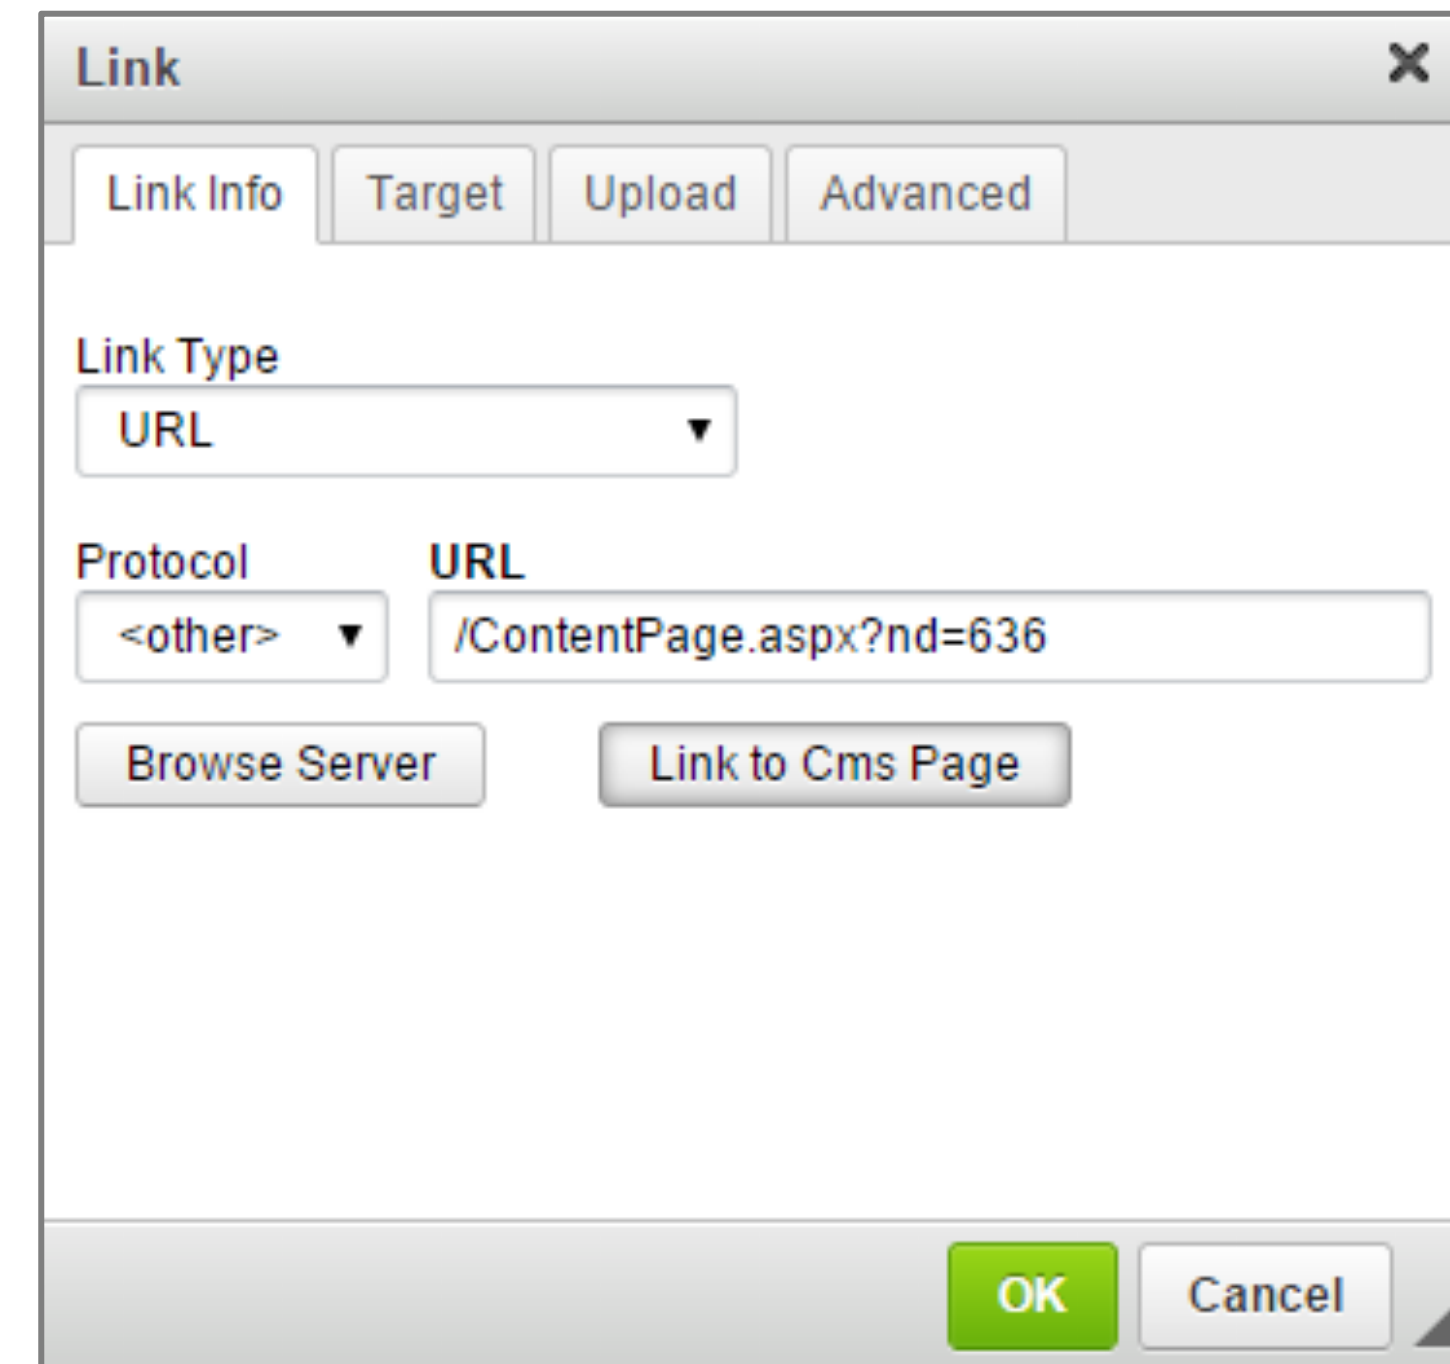 Link
Link Info Target Upload Advanced
Link Type
URL
Protocol URL
<other> /ContentPage.aspx?nd=636
Browse Server Link to Cms Page
OK Cancel